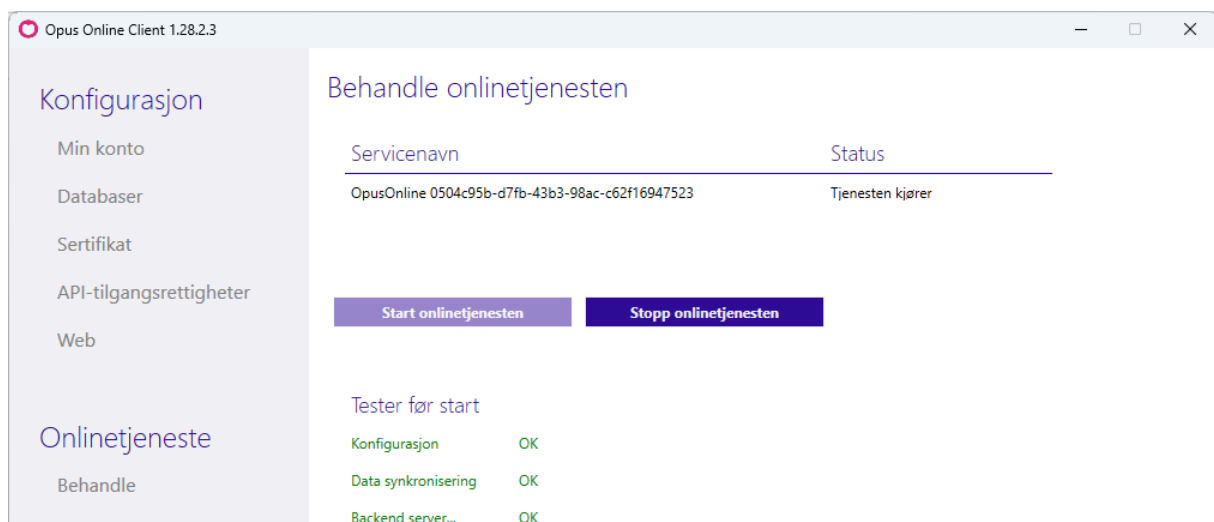 Opus Online Client 1.28.2.3
Konfigurasjon
Min konto
Databaser
Sertifikat
API-tilgangsrettigheter
Web
Onlinetjeneste
Behandle
Behandle onlinetjenesten
Servicenavn Status
OpusOnline 0504c95b-d7fb-43b3-98ac-c62f16947523 Tjenesten kjører
Start onlinetjenesten Stopp onlinetjenesten
Tester før start
Konfigurasjon OK
Data synkronisering OK
Backend server... OK